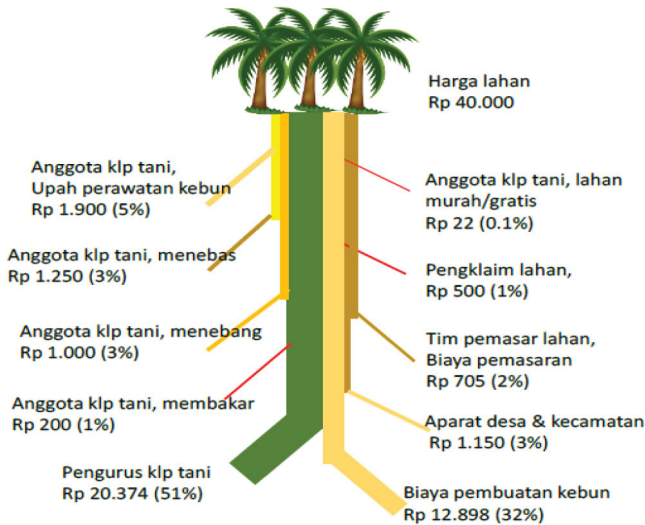 Harga lahan
Rp 40.000
Anggota klp tani,
Upah perawatan kebun
Rp 1.900 (5%)
Anggota klp tani, menebas
Rp 1.250 (3%)
Anggota klp tani, menebang
Rp 1.000 (3%)
Anggota klp tani, membakar
Rp 200 (1%)
Pengurus klp tani
Rp 20.374 (51%)
Anggota klp tani, lahan
murah/gratis
Rp 22 (0.1%)
Pengklaim lahan,
Rp 500 (1%)
Tim pemasar lahan,
Biaya pemasaran
Rp 705 (2%)
Aparat desa & kecamatan
Rp 1.150 (3%)
Biaya pembuatan kebun
Rp 12.898 (32%)